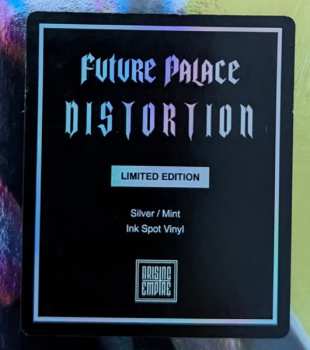 FUTURE PALACE
DISTORTION
LIMITED EDITION
Silver / Mint
Ink Spot Vinyl
ARISING
EMPIRE